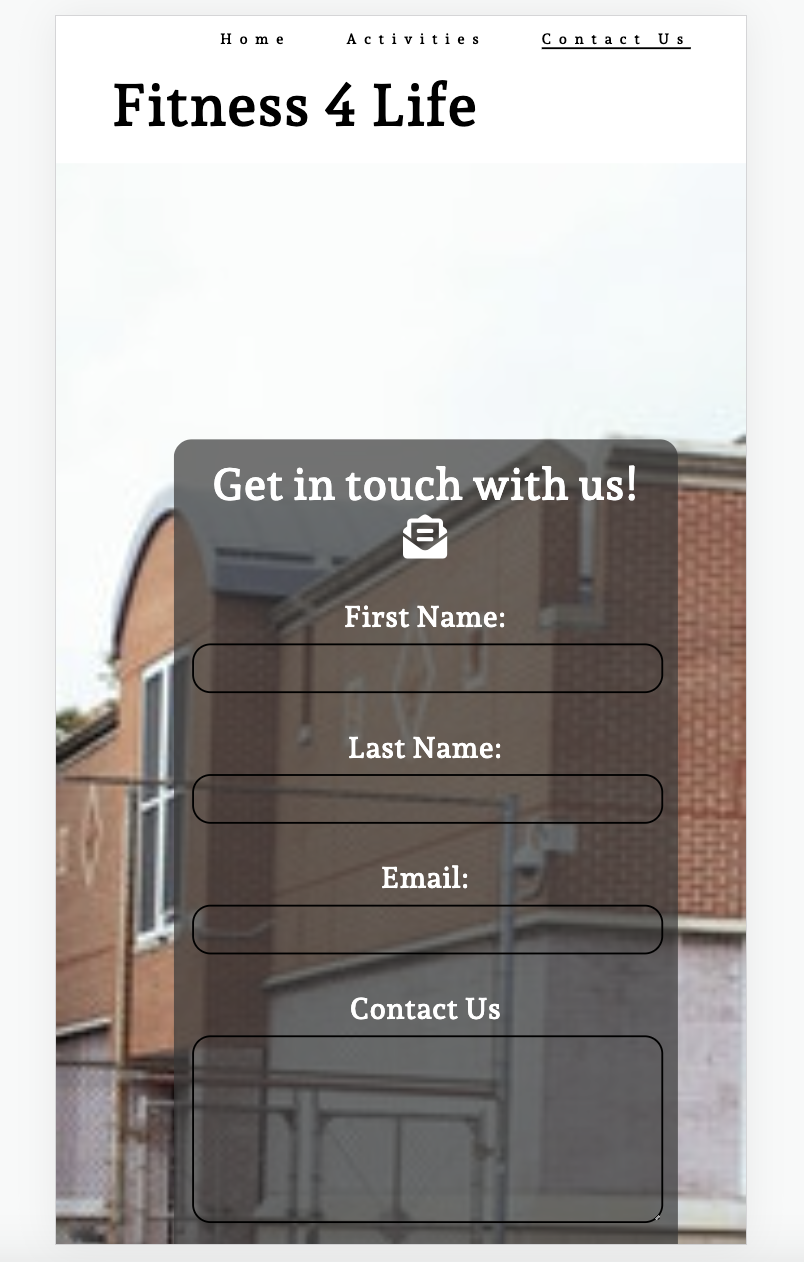 Home Activities Contact Us
Fitness 4 Life
Get in touch with us!
First Name:
Last Name:
Email:
Contact Us